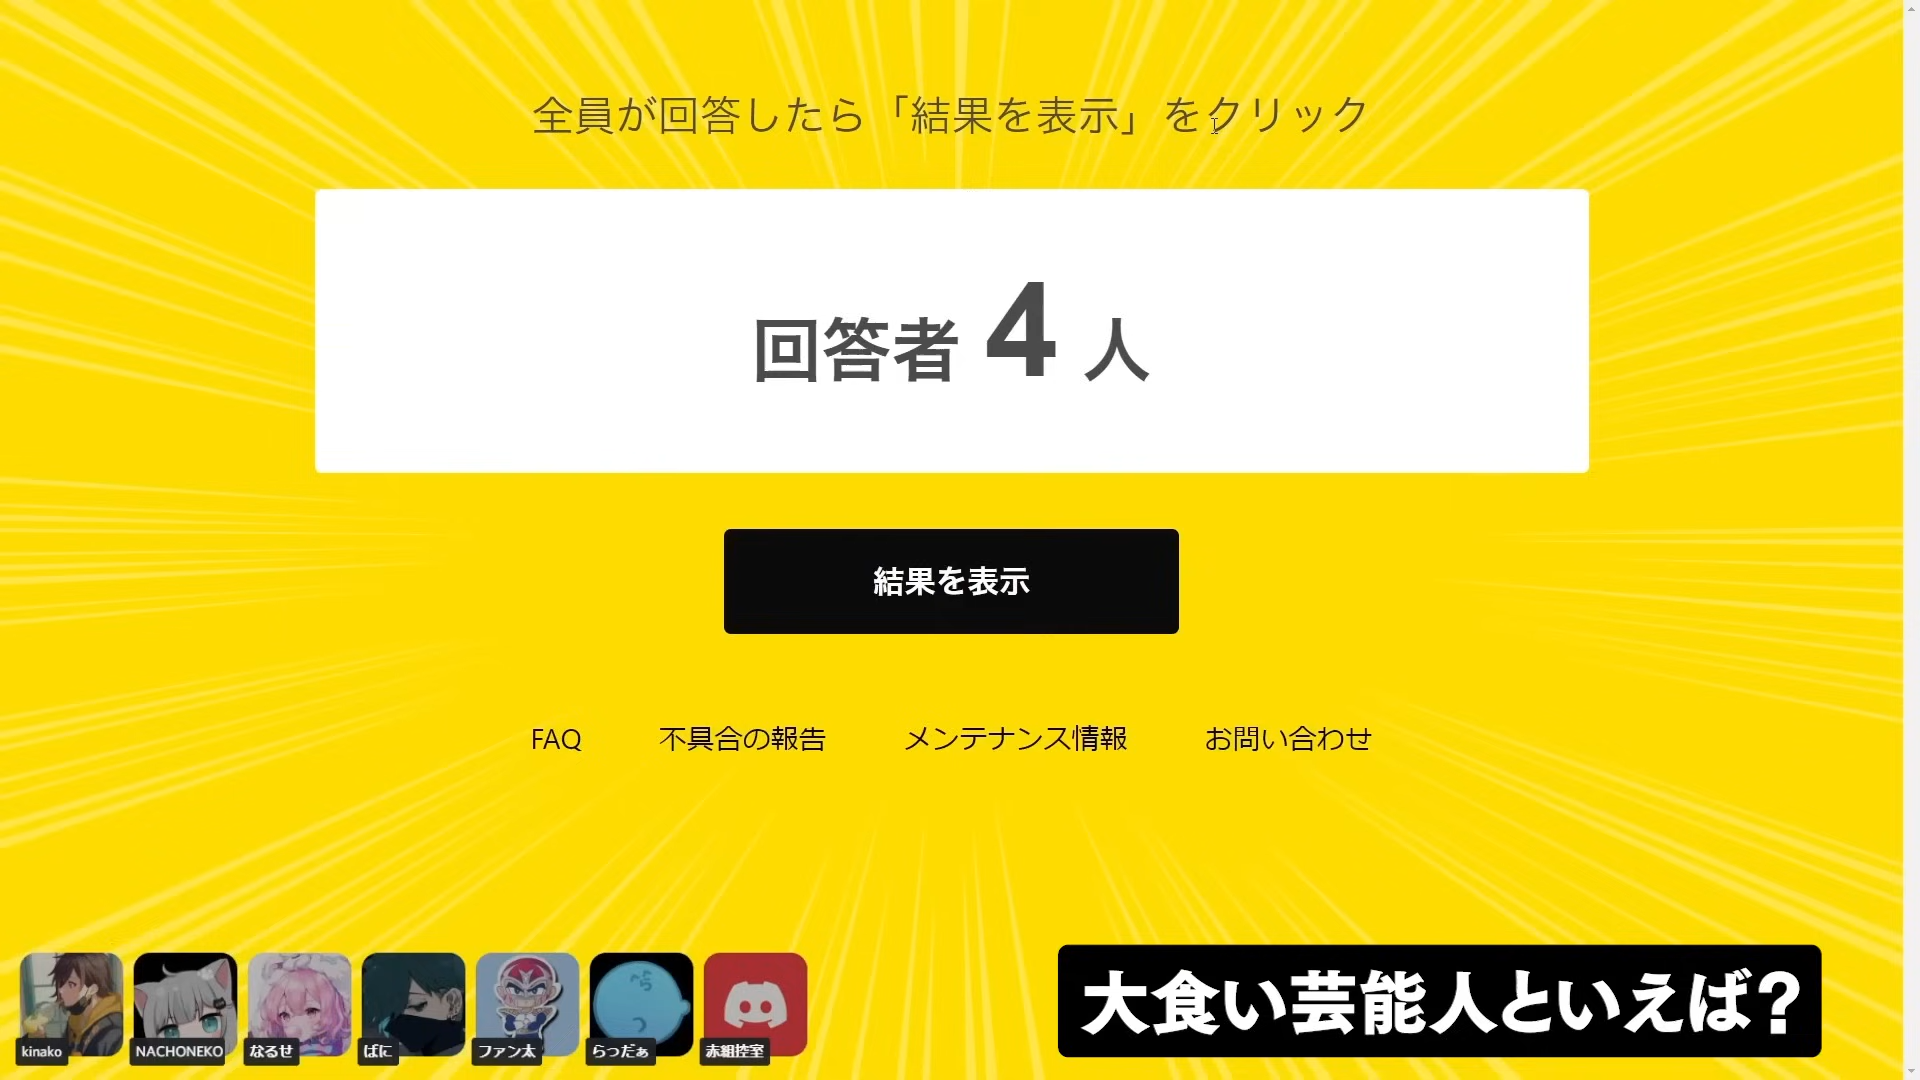 全員が回答したら「結果を表示」をクリック
回答者 4 人
結果を表示
FAQ 不具合の報告 メンテナンス情報 お問い合わせ
大食い芸能人といえば?
kinako NACHONEKO なるせ ばに ファン太 らっだぁ 赤組控室